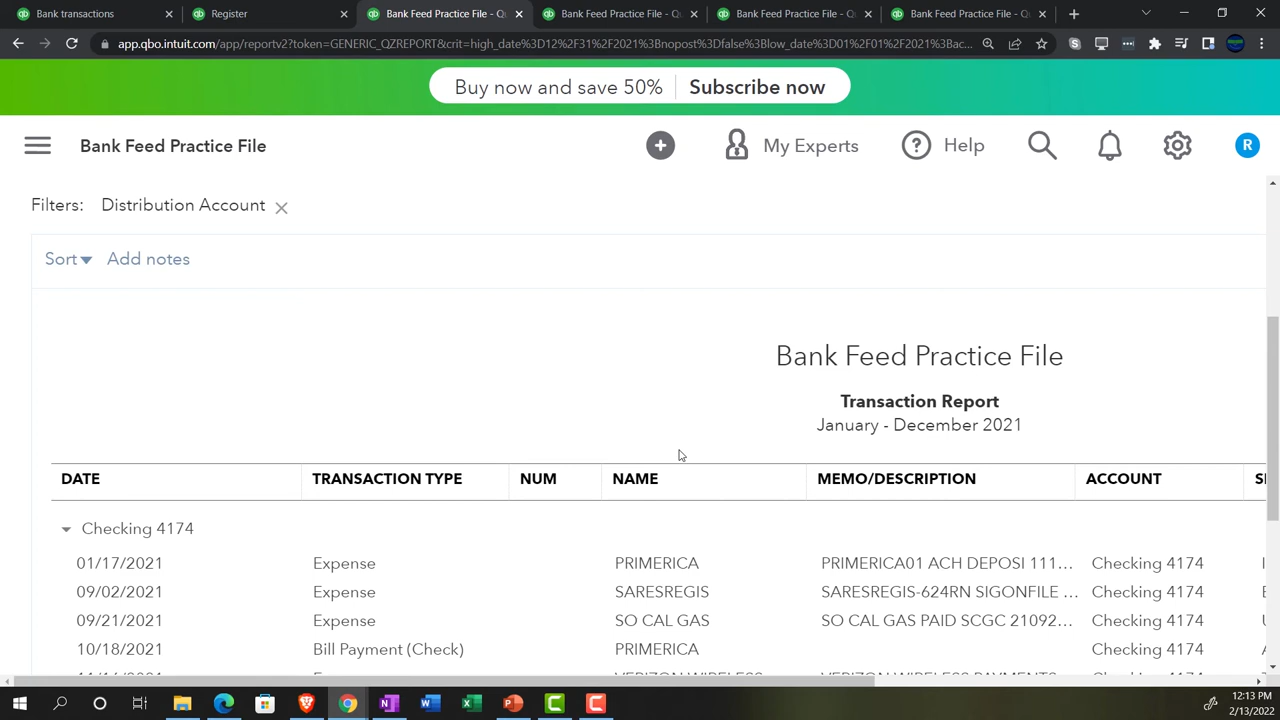 Bank transactions
Register
Bank Feed Practice File - Q
Bank Feed Practice File - Q
Bank Feed Practice File - Q
Bank Feed Practice File - Q
app.qbo.intuit.com/app/reportv2?token=GENERIC_QZREPORT&crit=high_date%3D12%2F31%2F2021%3Bnopost%3Dfalse%3Blow_date%3D01%2F01%2F2021%3Bac...
Buy now and save 50% Subscribe now
Bank Feed Practice File
My Experts Help R
Filters: Distribution Account
Sort Add notes
Bank Feed Practice File
Transaction Report
January - December 2021
DATE TRANSACTION TYPE NUM NAME MEMO/DESCRIPTION ACCOUNT
Checking 4174
01/17/2021 Expense PRIMERICA PRIMERICA01 ACH DEPOSI 111... Checking 4174
09/02/2021 Expense SARESREGIS SARESREGIS-624RN SIGONFILE ... Checking 4174
09/21/2021 Expense SO CAL GAS SO CAL GAS PAID SCGC 21092... Checking 4174
10/18/2021 Bill Payment (Check) PRIMERICA Checking 4174
12:13 PM
2/13/2022